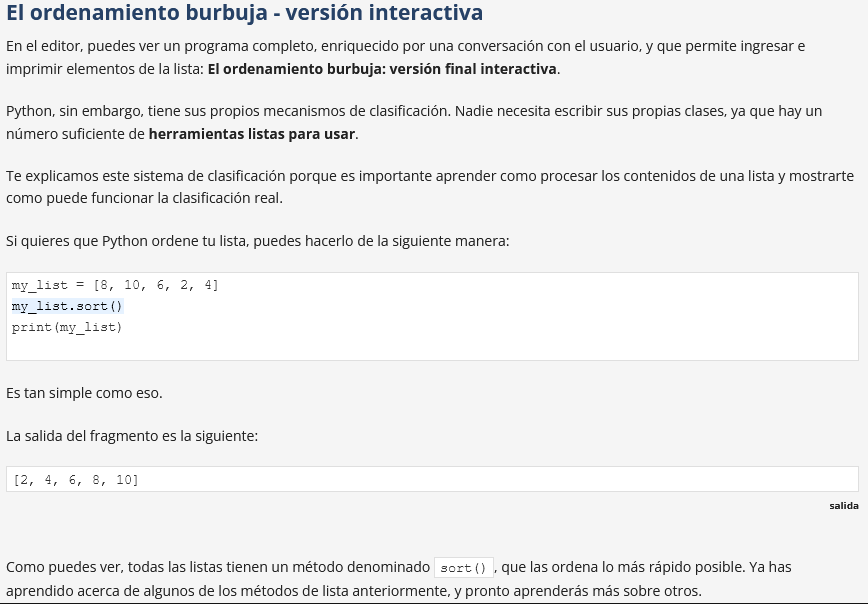 El ordenamiento burbuja - versión interactiva
En el editor, puedes ver un programa completo, enriquecido por una conversación con el usuario, y que permite ingresar e
imprimir elementos de la lista: El ordenamiento burbuja: versión final interactiva.
Python, sin embargo, tiene sus propios mecanismos de clasificación. Nadie necesita escribir sus propias clases, ya que hay un
número suficiente de herramientas listas para usar.
Te explicamos este sistema de clasificación porque es importante aprender como procesar los contenidos de una lista y mostrarte
como puede funcionar la clasificación real.
Si quieres que Python ordene tu lista, puedes hacerlo de la siguiente manera:
my_list = [8, 10, 6, 2, 4]
my_list.sort()
print(my_list)
Es tan simple como eso.
La salida del fragmento es la siguiente:
[2, 4, 6, 8, 10]
salida
Como puedes ver, todas las listas tienen un método denominado sort(), que las ordena lo más rápido posible. Ya has
aprendido acerca de algunos de los métodos de lista anteriormente, y pronto aprenderás más sobre otros.